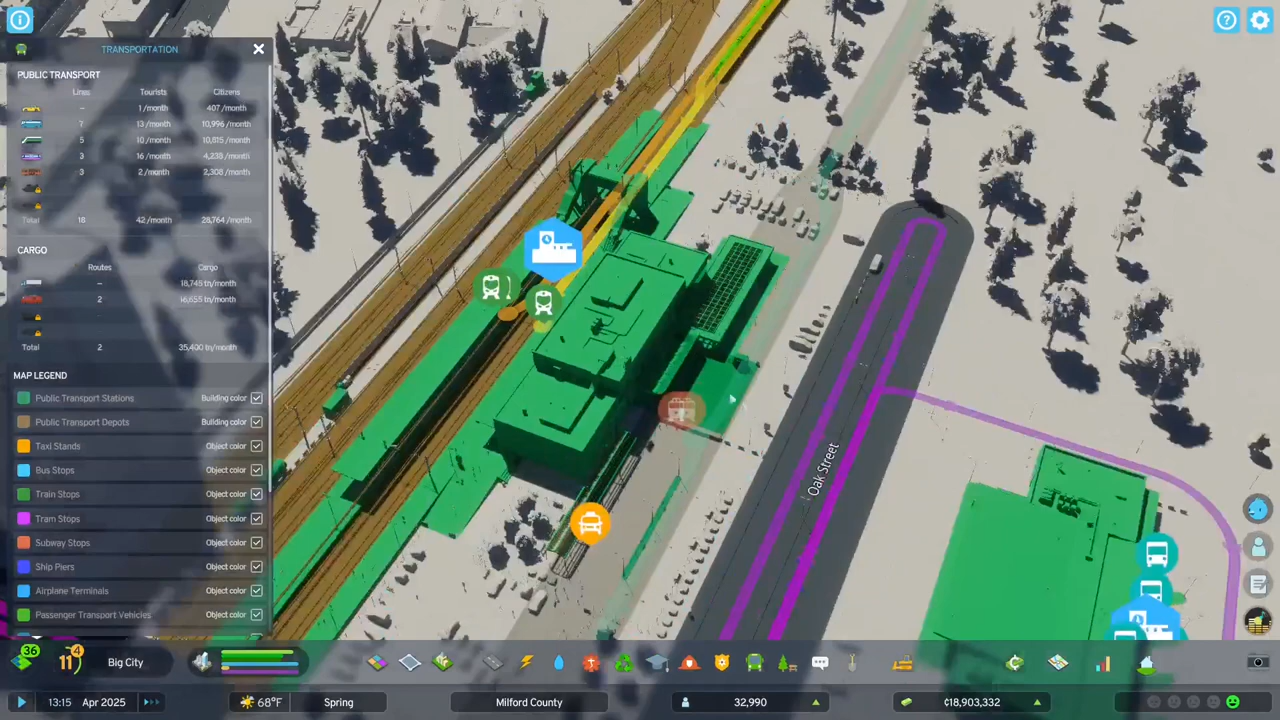 TRANSPORTATION
PUBLIC TRANSPORT
Lines Tourists Citizens
– 1 /month 407 /month
7 13 /month 10,996 /month
5 10 /month 10,815 /month
3 16 /month 4,238 /month
3 2 /month 2,308 /month
Total 18 42 /month 28,764 /month
CARGO
Routes Cargo
– 18,745 tn/month
2 16,655 tn/month
Total 2 35,400 tn/month
MAP LEGEND
Public Transport Stations Building color
Public Transport Depots Building color
Taxi Stands Object color
Bus Stops Object color
Train Stops Object color
Tram Stops Object color
Subway Stops Object color
Ship Piers Object color
Airplane Terminals Object color
Passenger Transport Vehicles Object color
Oak Street
36 11 4 Big City
13:15 Apr 2025 68°F Spring Milford County 32,990 ¢18,903,332